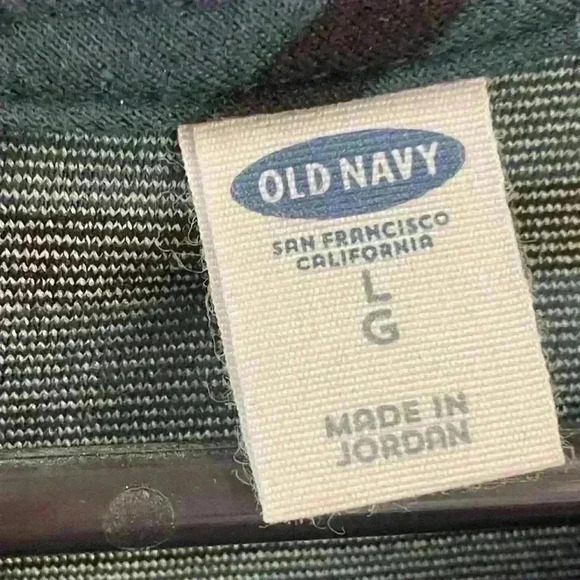 OLD NAVY
SAN FRANCISCO
CALIFORNIA
L
G
MADE IN
JORDAN